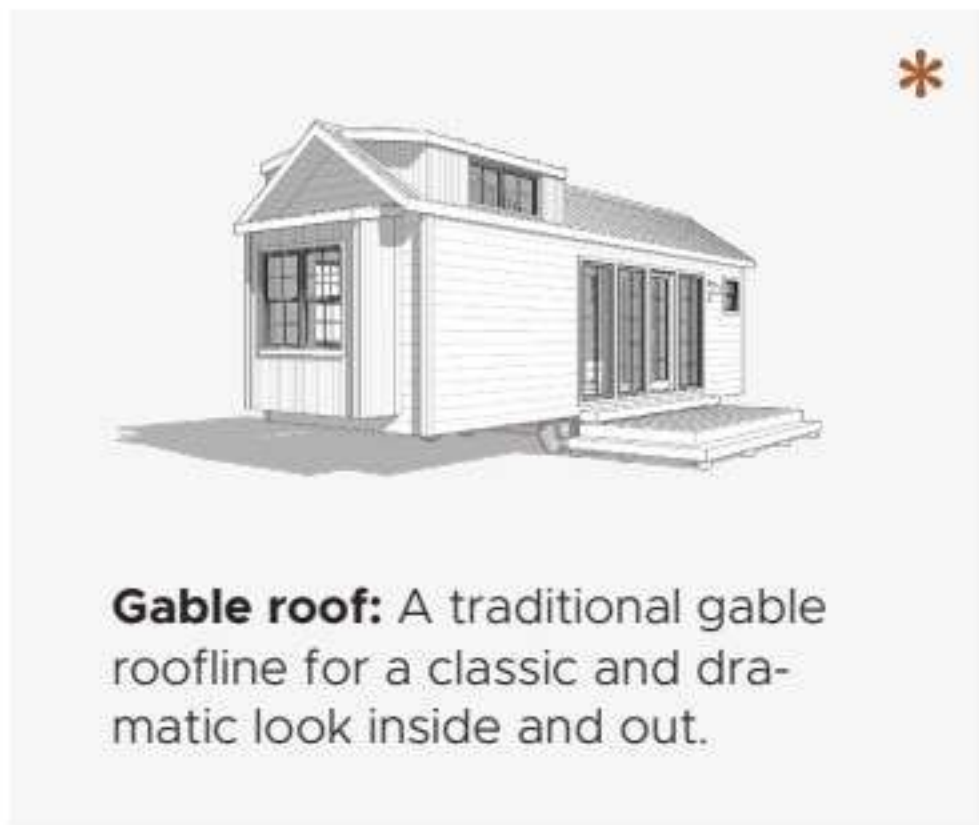 *
Gable roof: A traditional gable
roofline for a classic and dra-
matic look inside and out.